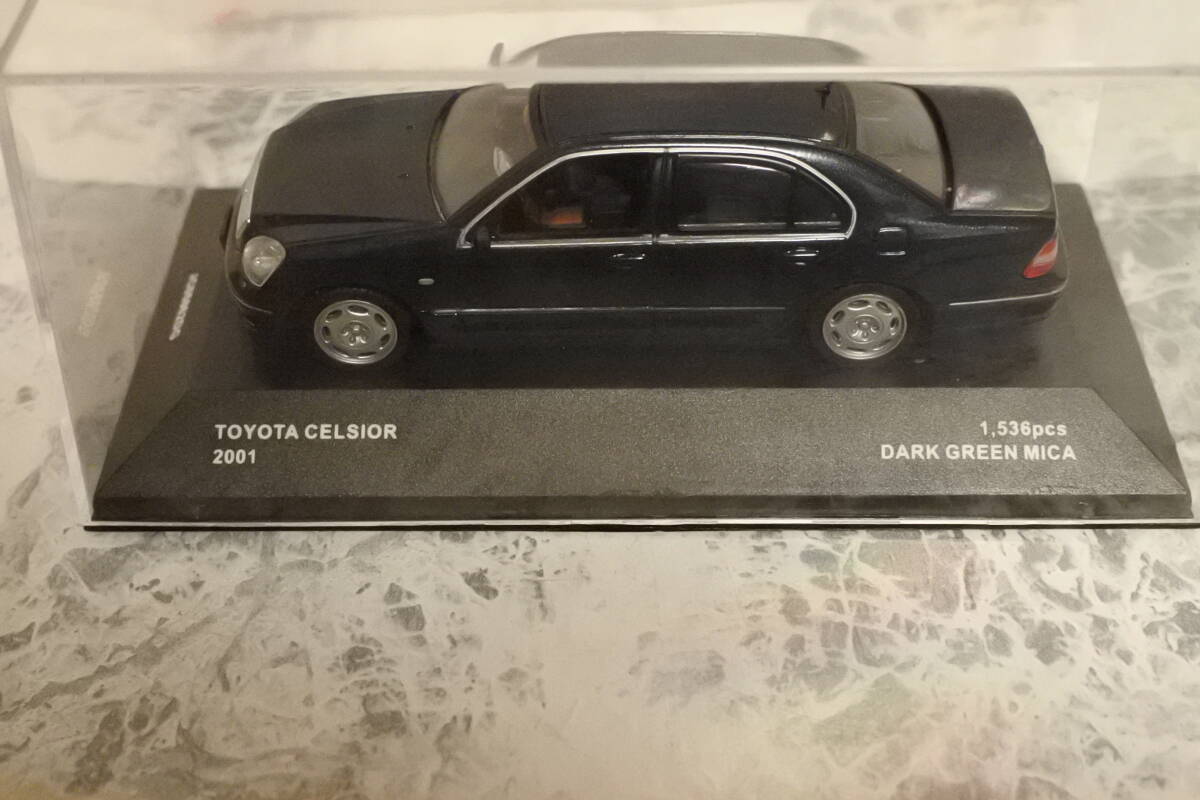 TOYOTA CELSIOR
2001
1,536pcs
DARK GREEN MICA